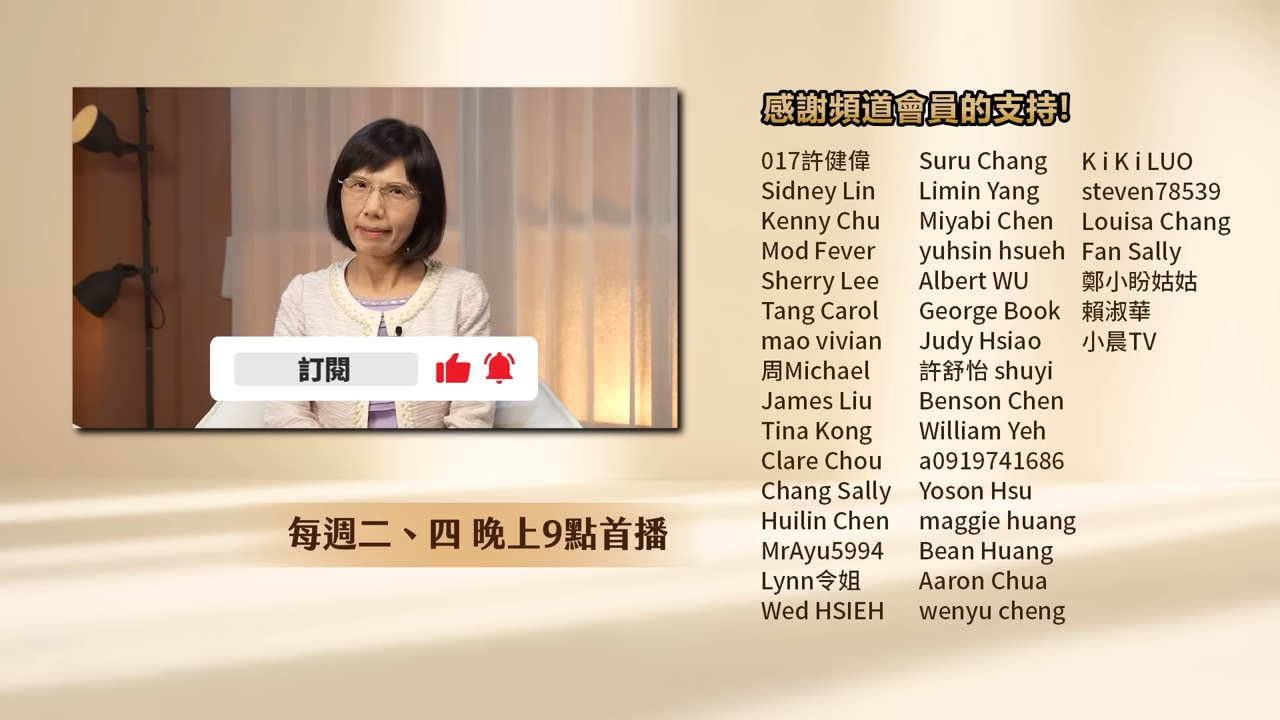 訂閱
每週二、四 晚上9點首播
感謝頻道會員的支持!
017許健偉
Sidney Lin
Kenny Chu
Mod Fever
Sherry Lee
Tang Carol
mao vivian
周Michael
James Liu
Tina Kong
Clare Chou
Chang Sally
Huilin Chen
MrAyu5994
Lynn令姐
Wed HSIEH
Suru Chang
Limin Yang
Miyabi Chen
yuhsin hsueh
Albert WU
George Book
Judy Hsiao
許舒怡 shuyi
Benson Chen
William Yeh
a0919741686
Yoson Hsu
maggie huang
Bean Huang
Aaron Chua
wenyu cheng
K i K i LUO
steven78539
Louisa Chang
Fan Sally
鄭小盼姑姑
賴淑華
小晨TV